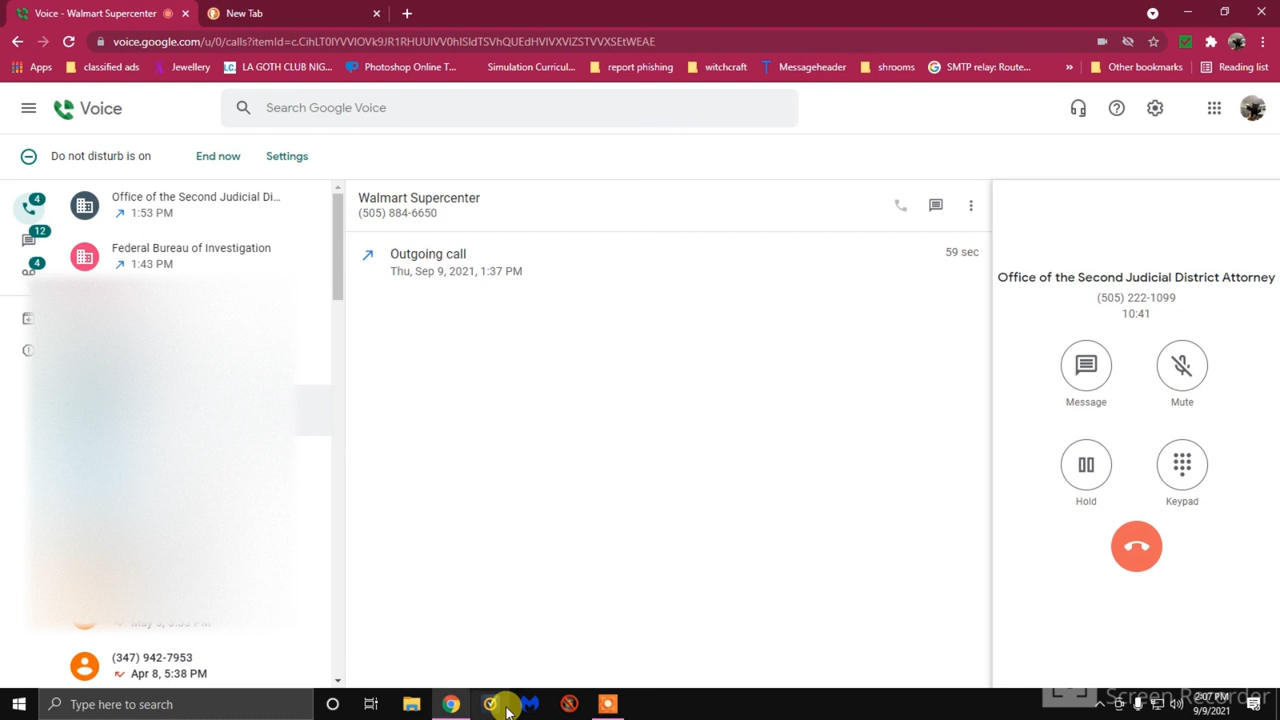 Voice - Walmart Supercenter
New Tab
voice.google.com/u/0/calls?itemId=c.CihLT0lYVVlOVk9JR1RHUUlVV0hISldTSVhQUEdHVlVXVlZSTVVXSEtWEAE
Apps
classified ads
Jewellery
LA GOTH CLUB NIG...
Photoshop Online T...
Simulation Curricul...
report phishing
witchcraft
Messageheader
shrooms
SMTP relay: Route...
»
Other bookmarks
Reading list
Voice
Search Google Voice
Do not disturb is on
End now
Settings
4
12
4
Office of the Second Judicial Di...
1:53 PM
Federal Bureau of Investigation
1:43 PM
(347) 942-7953
Apr 8, 5:38 PM
Walmart Supercenter
(505) 884-6650
Outgoing call
59 sec
Thu, Sep 9, 2021, 1:37 PM
Office of the Second Judicial District Attorney
(505) 222-1099
10:41
Message
Mute
Hold
Keypad
Type here to search
Screen Recorder
2:07 PM
9/9/2021